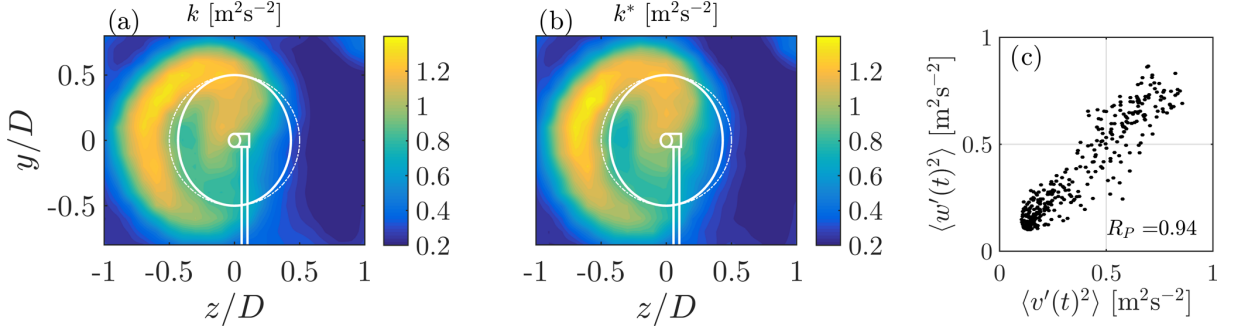 (a) k [m²s⁻²]
0.5
0
-0.5
y/D
-1 -0.5 0 0.5 1
z/D
1.2
1
0.8
0.6
0.4
0.2
(b) k* [m²s⁻²]
-1 -0.5 0 0.5 1
z/D
1.2
1
0.8
0.6
0.4
0.2
(c)
1
0.5
0
⟨w′(t)²⟩ [m²s⁻²]
R_P =0.94
0 0.5 1
⟨v′(t)²⟩ [m²s⁻²]